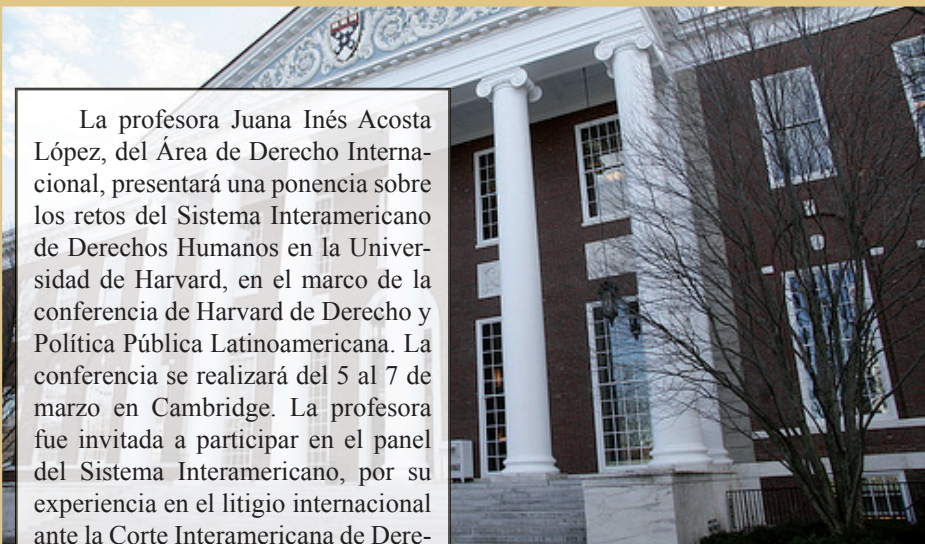 La profesora Juana Inés Acosta
López, del Área de Derecho Interna-
cional, presentará una ponencia sobre
los retos del Sistema Interamericano
de Derechos Humanos en la Univer-
sidad de Harvard, en el marco de la
conferencia de Harvard de Derecho y
Política Pública Latinoamericana. La
conferencia se realizará del 5 al 7 de
marzo en Cambridge. La profesora
fue invitada a participar en el panel
del Sistema Interamericano, por su
experiencia en el litigio internacional
ante la Corte Interamericana de Dere-